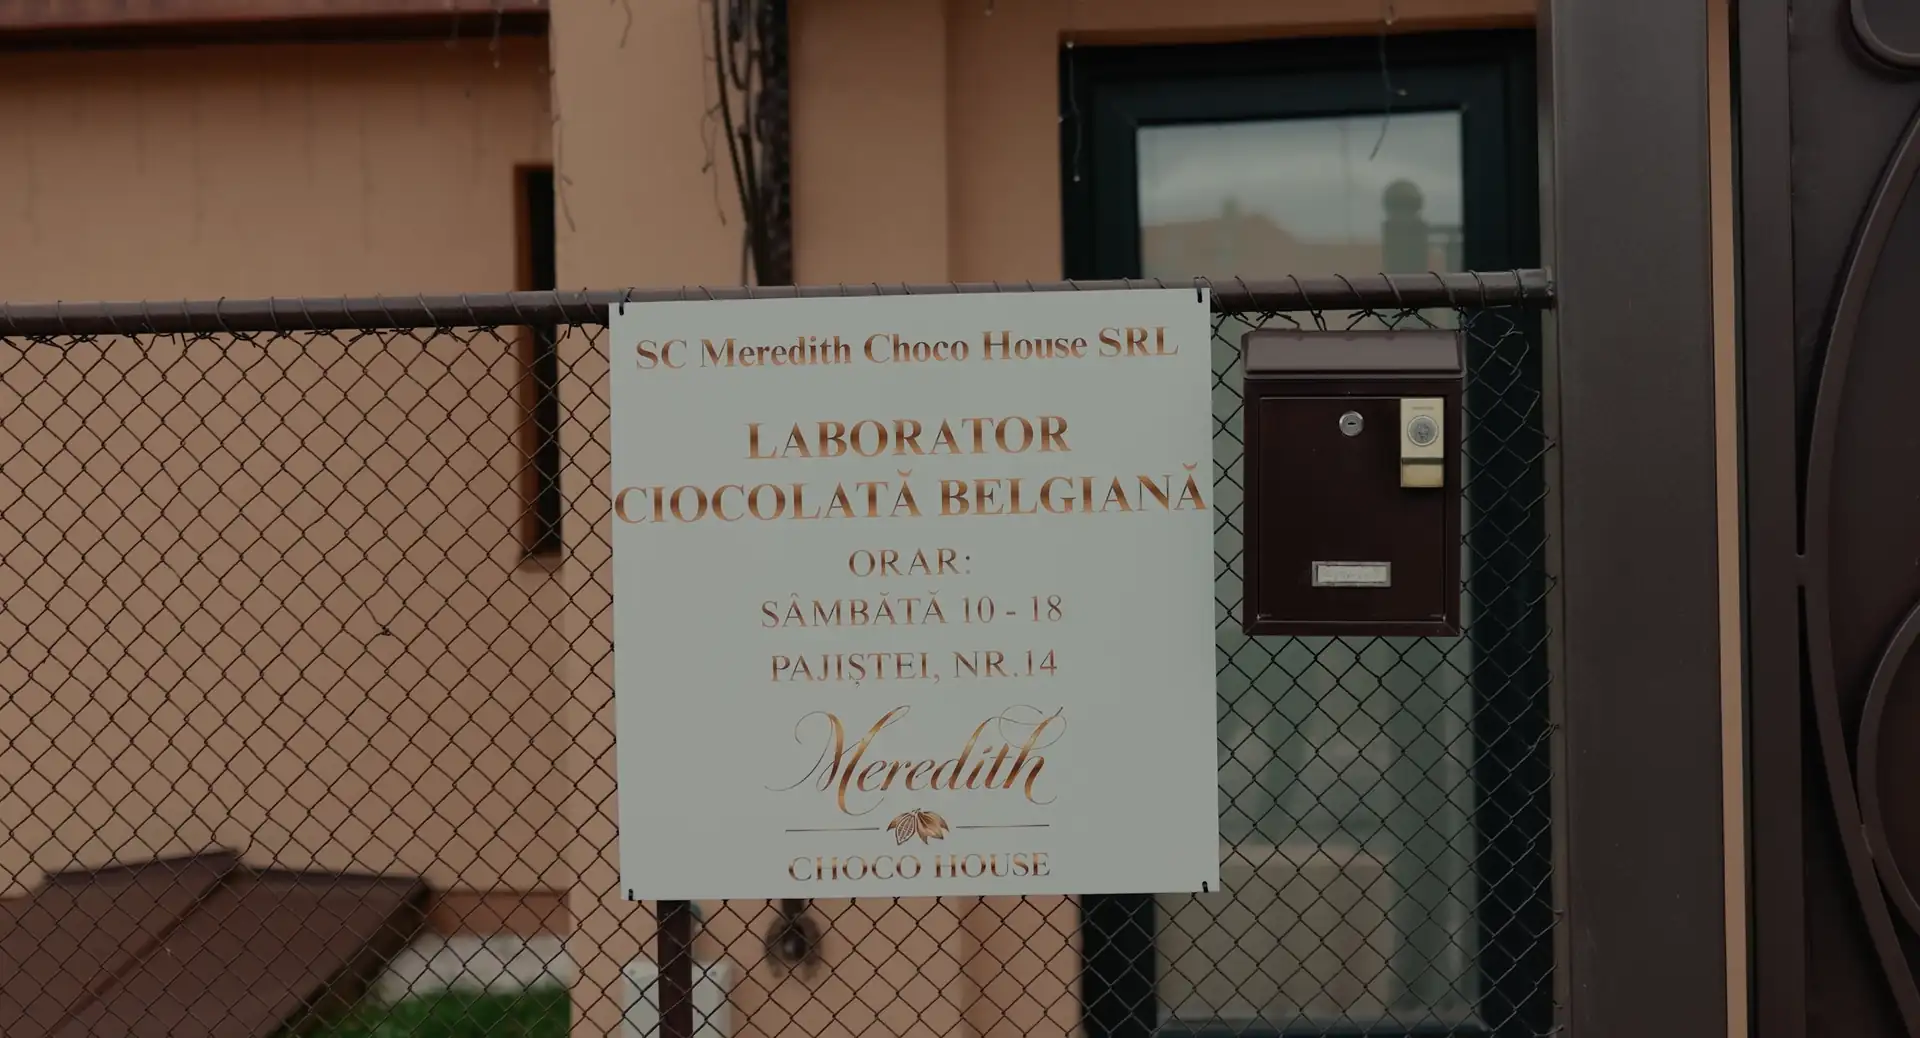 SC Meredith Choco House SRL
LABORATOR
CIOCOLATĂ BELGIANĂ
ORAR:
SÂMBĂTĂ 10 - 18
PAJIȘTEI, NR.14
Meredith
CHOCO HOUSE